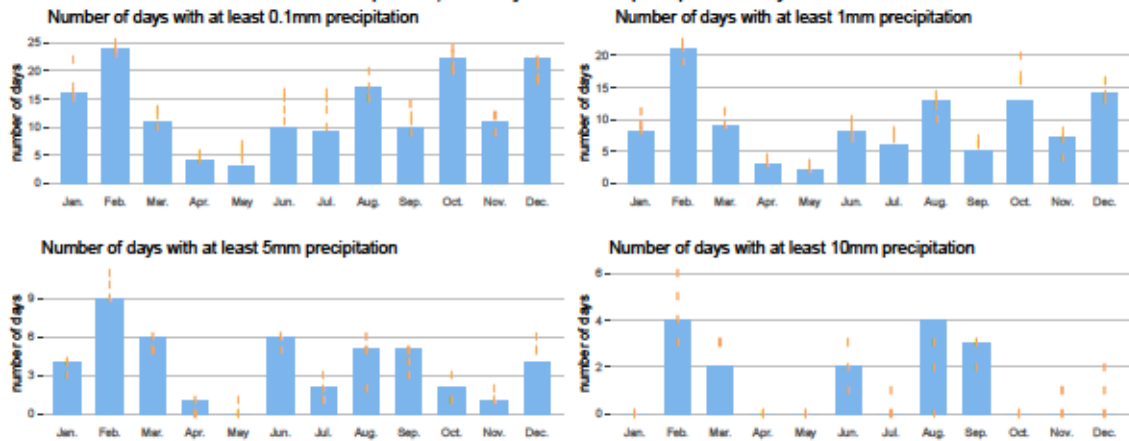 Number of days with at least 0.1mm precipitation
number of days
25
20
15
10
5
0
Jan. Feb. Mar. Apr. May Jun. Jul. Aug. Sep. Oct. Nov. Dec.
Number of days with at least 1mm precipitation
number of days
20
15
10
5
0
Jan. Feb. Mar. Apr. May Jun. Jul. Aug. Sep. Oct. Nov. Dec.
Number of days with at least 5mm precipitation
number of days
9
6
3
0
Jan. Feb. Mar. Apr. May Jun. Jul. Aug. Sep. Oct. Nov. Dec.
Number of days with at least 10mm precipitation
number of days
6
4
2
0
Jan. Feb. Mar. Apr. May Jun. Jul. Aug. Sep. Oct. Nov. Dec.